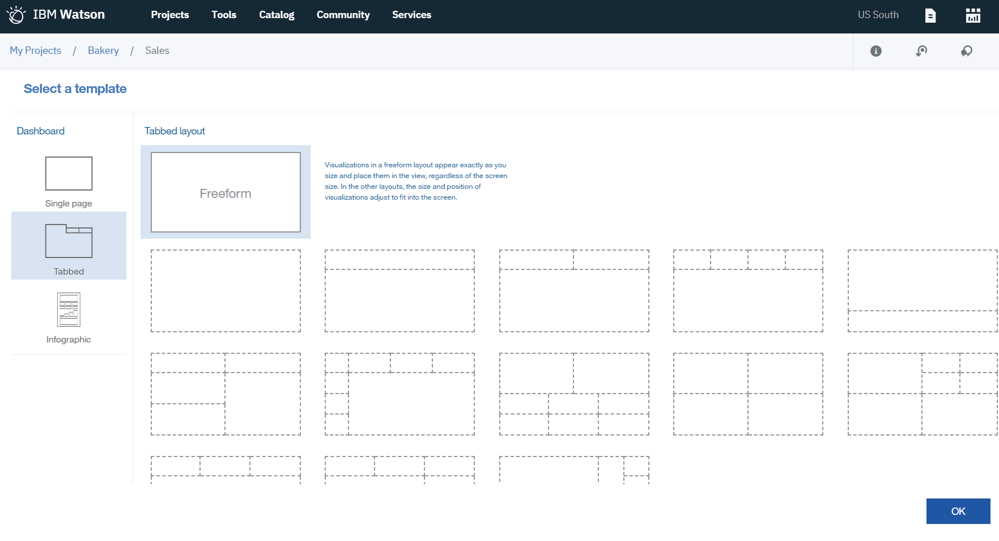 IBM Watson
Projects
Tools
Catalog
Community
Services
US South
My Projects / Bakery / Sales
Select a template
Dashboard
Single page
Tabbed
Infographic
Tabbed layout
Freeform
Visualizations in a freeform layout appear exactly as you
size and place them in the view, regardless of the screen
size. In the other layouts, the size and position of
visualizations adjust to fit into the screen.
OK